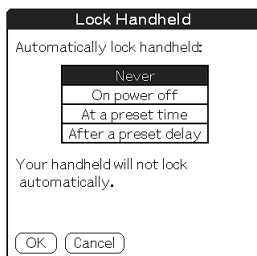 Lock Handheld
Automatically lock handheld:
Never
On power off
At a preset time
After a preset delay
Your handheld will not lock
automatically.
OK Cancel